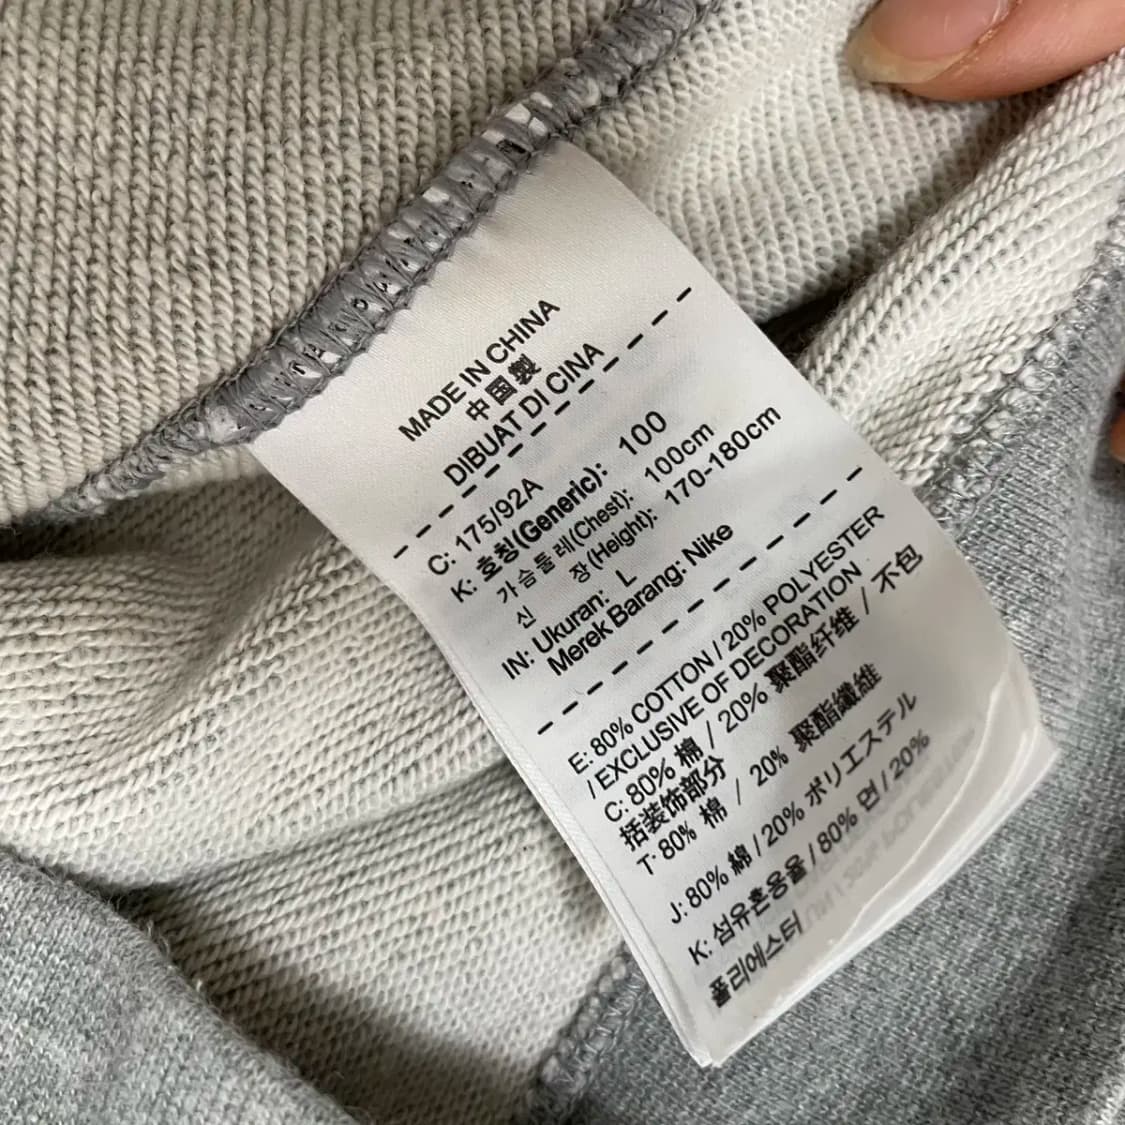 MADE IN CHINA
中国製
DIBUAT DI CINA
C: 175/92A
K: 호칭(Generic): 100
가슴둘레(Chest): 100cm
신 장(Height): 170-180cm
IN: Ukuran: L
Merek Barang: Nike
E: 80% COTTON / 20% POLYESTER
/ EXCLUSIVE OF DECORATION
C: 80% 棉 / 20% 聚酯纤维 / 不包
括装饰部分
T: 80% 棉 / 20% 聚酯纖維
J: 80% 綿 / 20% ポリエステル
K: 섬유혼용율 / 80% 면 / 20%
폴리에스터